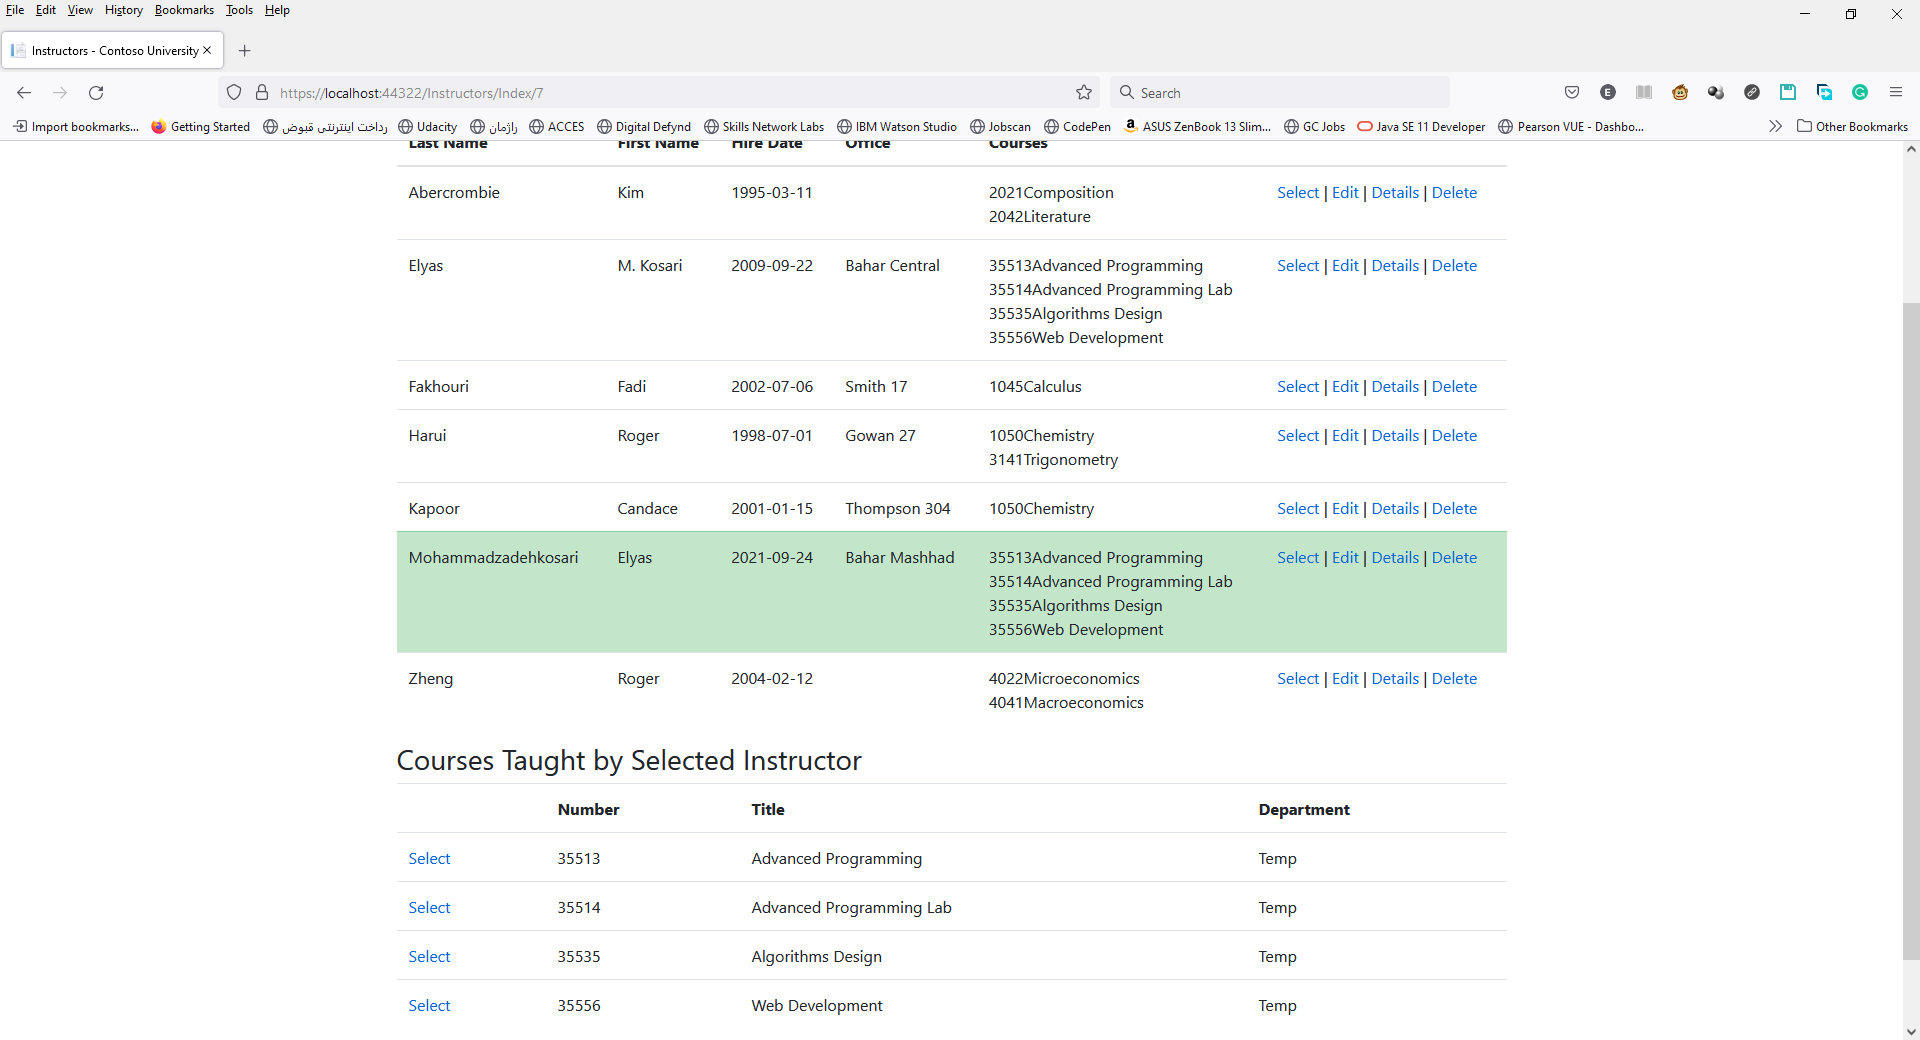 File Edit View History Bookmarks Tools Help
Instructors - Contoso University
https://localhost:44322/Instructors/Index/7
Search
Import bookmarks... Getting Started رداخت اینترنتی قبوض Udacity راژمان ACCES Digital Defynd Skills Network Labs IBM Watson Studio Jobscan CodePen ASUS ZenBook 13 Slim... GC Jobs Java SE 11 Developer Pearson VUE - Dashbo... Other Bookmarks
Last Name First Name Hire Date Office Courses
Abercrombie Kim 1995-03-11 2021Composition Select | Edit | Details | Delete
2042Literature
Elyas M. Kosari 2009-09-22 Bahar Central 35513Advanced Programming Select | Edit | Details | Delete
35514Advanced Programming Lab
35535Algorithms Design
35556Web Development
Fakhouri Fadi 2002-07-06 Smith 17 1045Calculus Select | Edit | Details | Delete
Harui Roger 1998-07-01 Gowan 27 1050Chemistry Select | Edit | Details | Delete
3141Trigonometry
Kapoor Candace 2001-01-15 Thompson 304 1050Chemistry Select | Edit | Details | Delete
Mohammadzadehkosari Elyas 2021-09-24 Bahar Mashhad 35513Advanced Programming Select | Edit | Details | Delete
35514Advanced Programming Lab
35535Algorithms Design
35556Web Development
Zheng Roger 2004-02-12 4022Microeconomics Select | Edit | Details | Delete
4041Macroeconomics
Courses Taught by Selected Instructor
Number Title Department
Select 35513 Advanced Programming Temp
Select 35514 Advanced Programming Lab Temp
Select 35535 Algorithms Design Temp
Select 35556 Web Development Temp